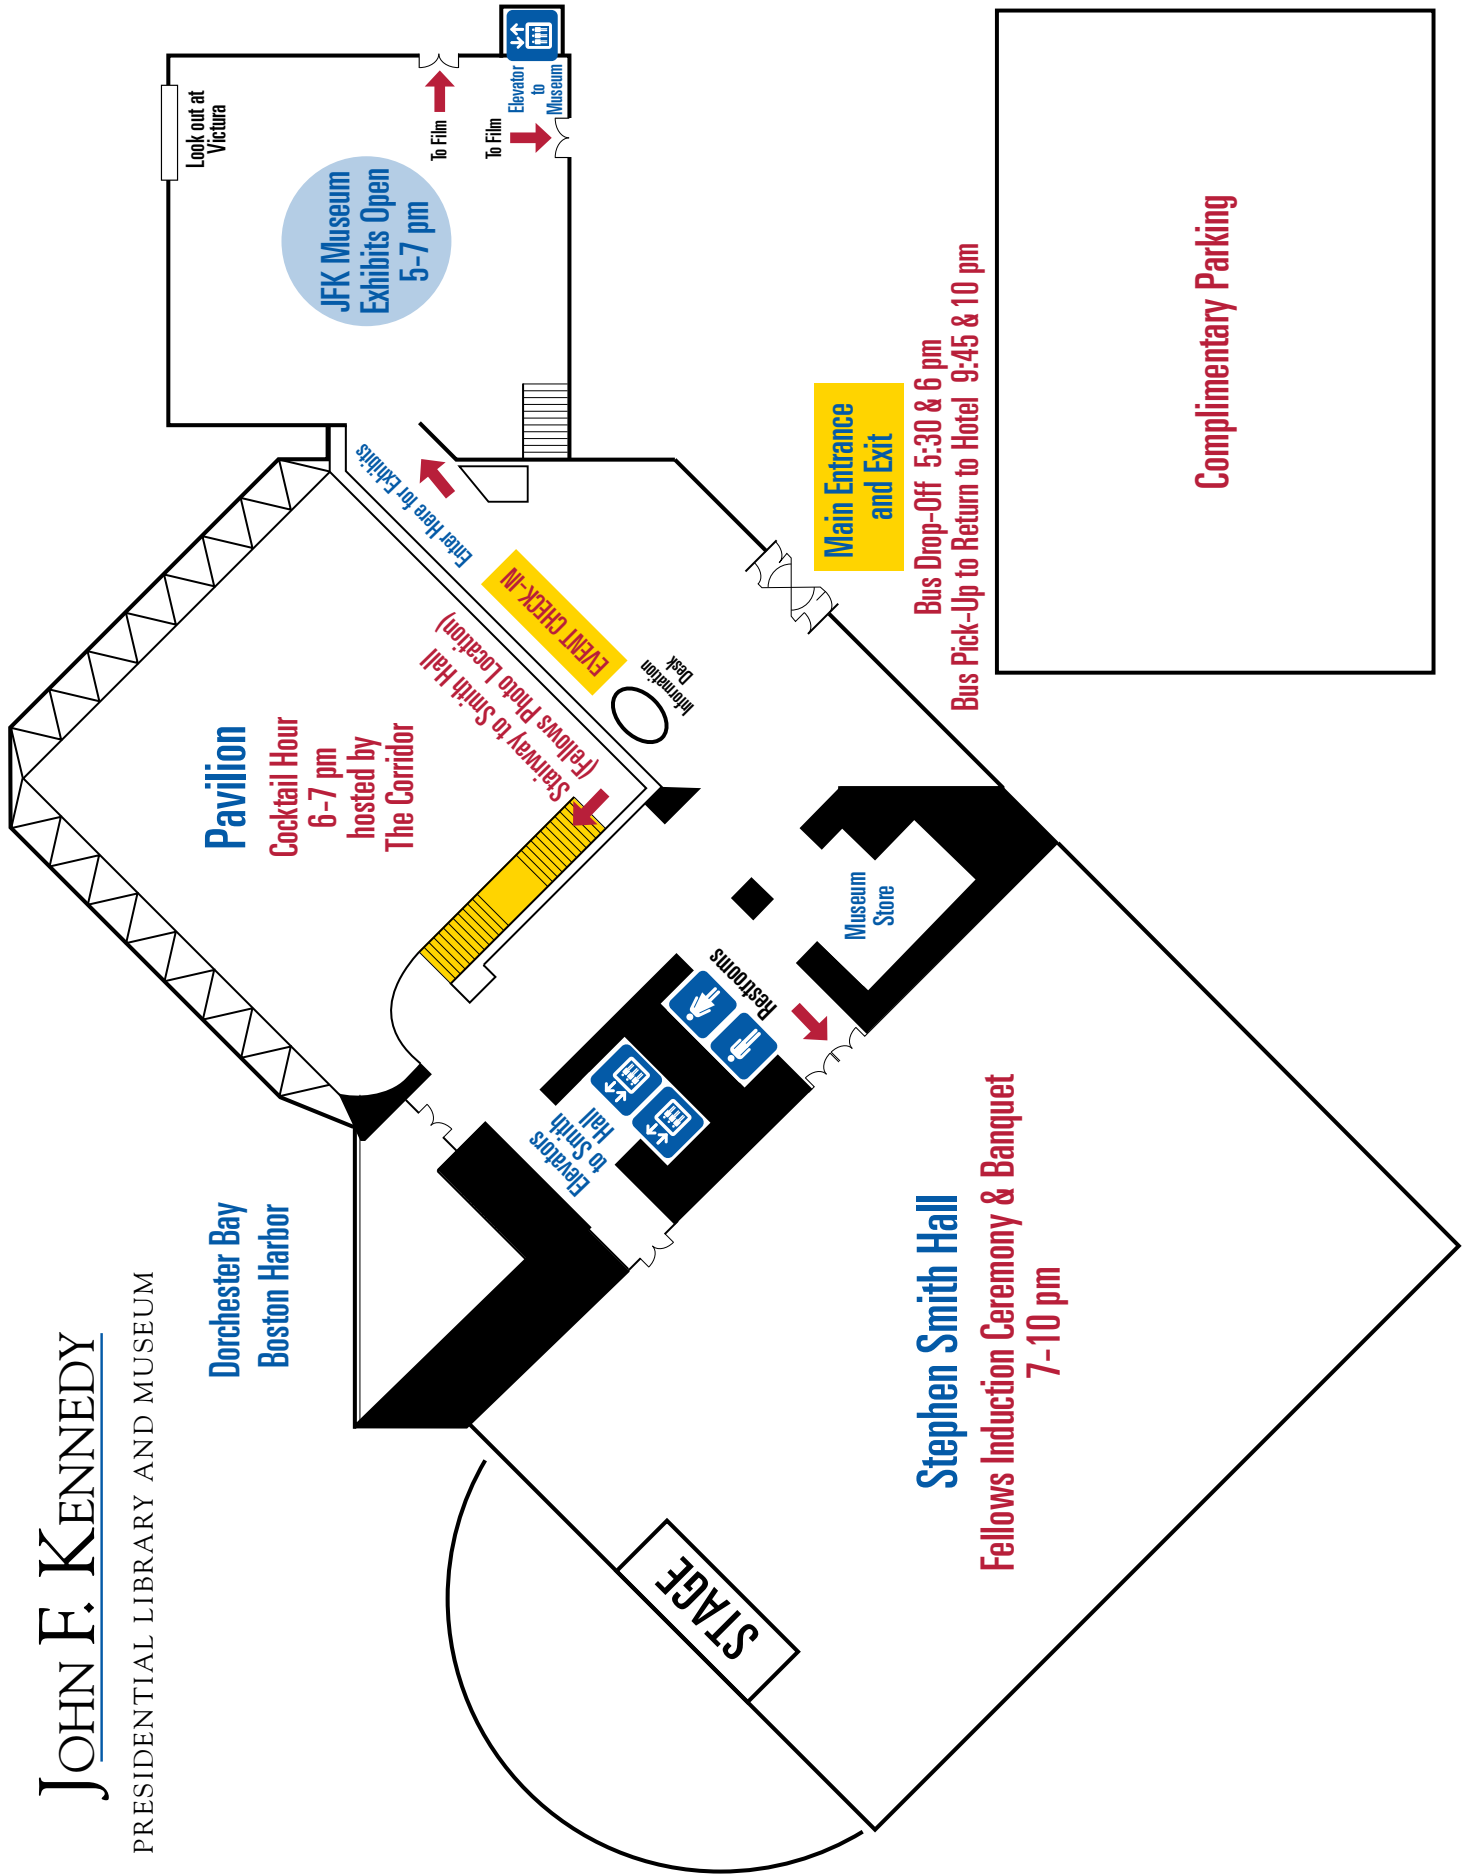 JOHN F. KENNEDY
PRESIDENTIAL LIBRARY AND MUSEUM
Dorchester Bay
Boston Harbor
Pavilion
Cocktail Hour
6-7 pm
hosted by
The Corridor
Look out at
Victura
JFK Museum
Exhibits Open
5-7 pm
To Film
To Film
Elevator
to
Museum
Enter Here for Exhibits
EVENT CHECK-IN
Stairway to Smith Hall
(Fellows Photo Location)
Information
Desk
Main Entrance
and Exit
Bus Drop-Off 5:30 & 6 pm
Bus Pick-Up to Return to Hotel 9:45 & 10 pm
Complimentary Parking
Museum
Store
Restrooms
Elevators
to Smith
Hall
Stephen Smith Hall
Fellows Induction Ceremony & Banquet
7-10 pm
STAGE